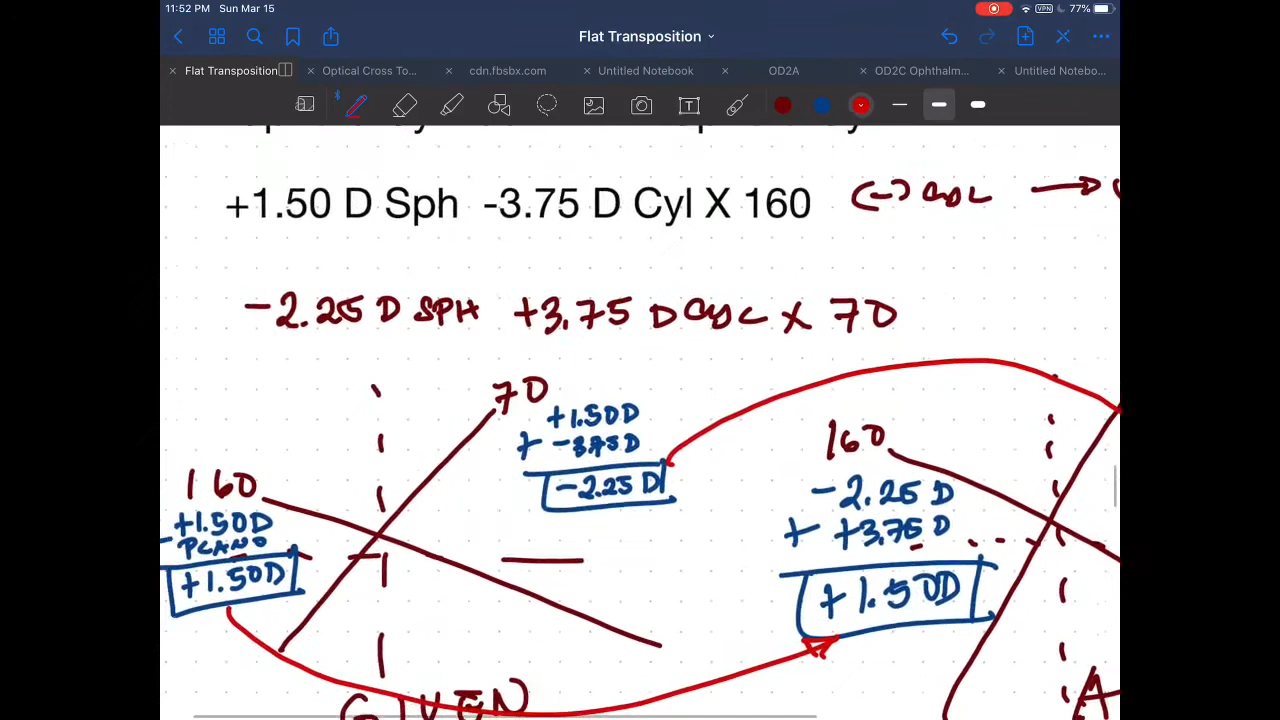 11:52 PM Sun Mar 15 VPN 77%
Flat Transposition
Flat Transposition Optical Cross To... cdn.fbsbx.com Untitled Notebook OD2A OD2C Ophthalm... Untitled Notebo...
+1.50 D Sph -3.75 D Cyl X 160 (-) CYL →
-2.25 D SPH +3.75 D CYL X 70
70
+1.50D
+ -3.75D
-2.25 D
160
+1.50D
PLANO
+1.50D
160
-2.25 D
+ +3.75 D
+1.50D
GIVEN
A